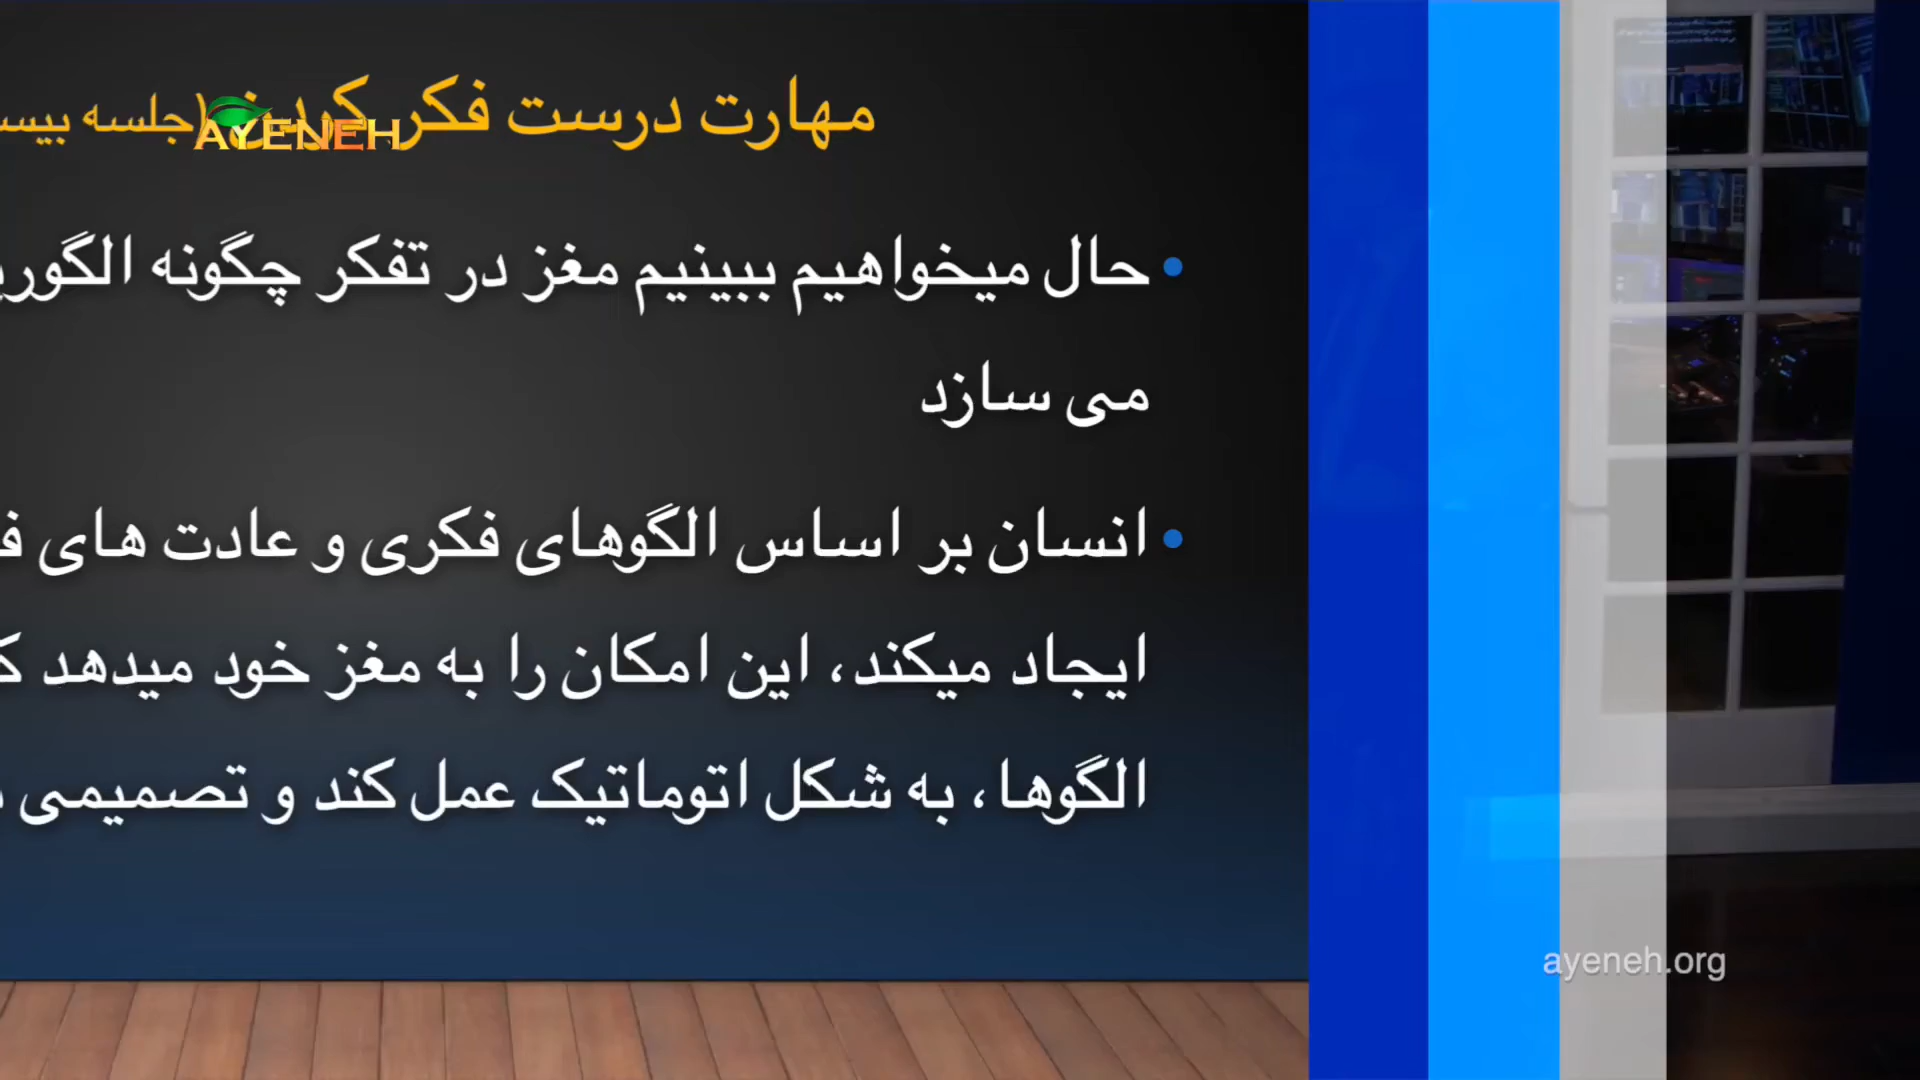 مهارت درست فکر کردن (جلسه
AYENEH
• حال میخواهیم ببینیم مغز در تفکر چگونه
می سازد
• انسان بر اساس الگوهای فکری و عادت های
ایجاد میکند، این امکان را به مغز خود میدهد
الگوها، به شکل اتوماتیک عمل کند و تصمیمی
ayeneh.org